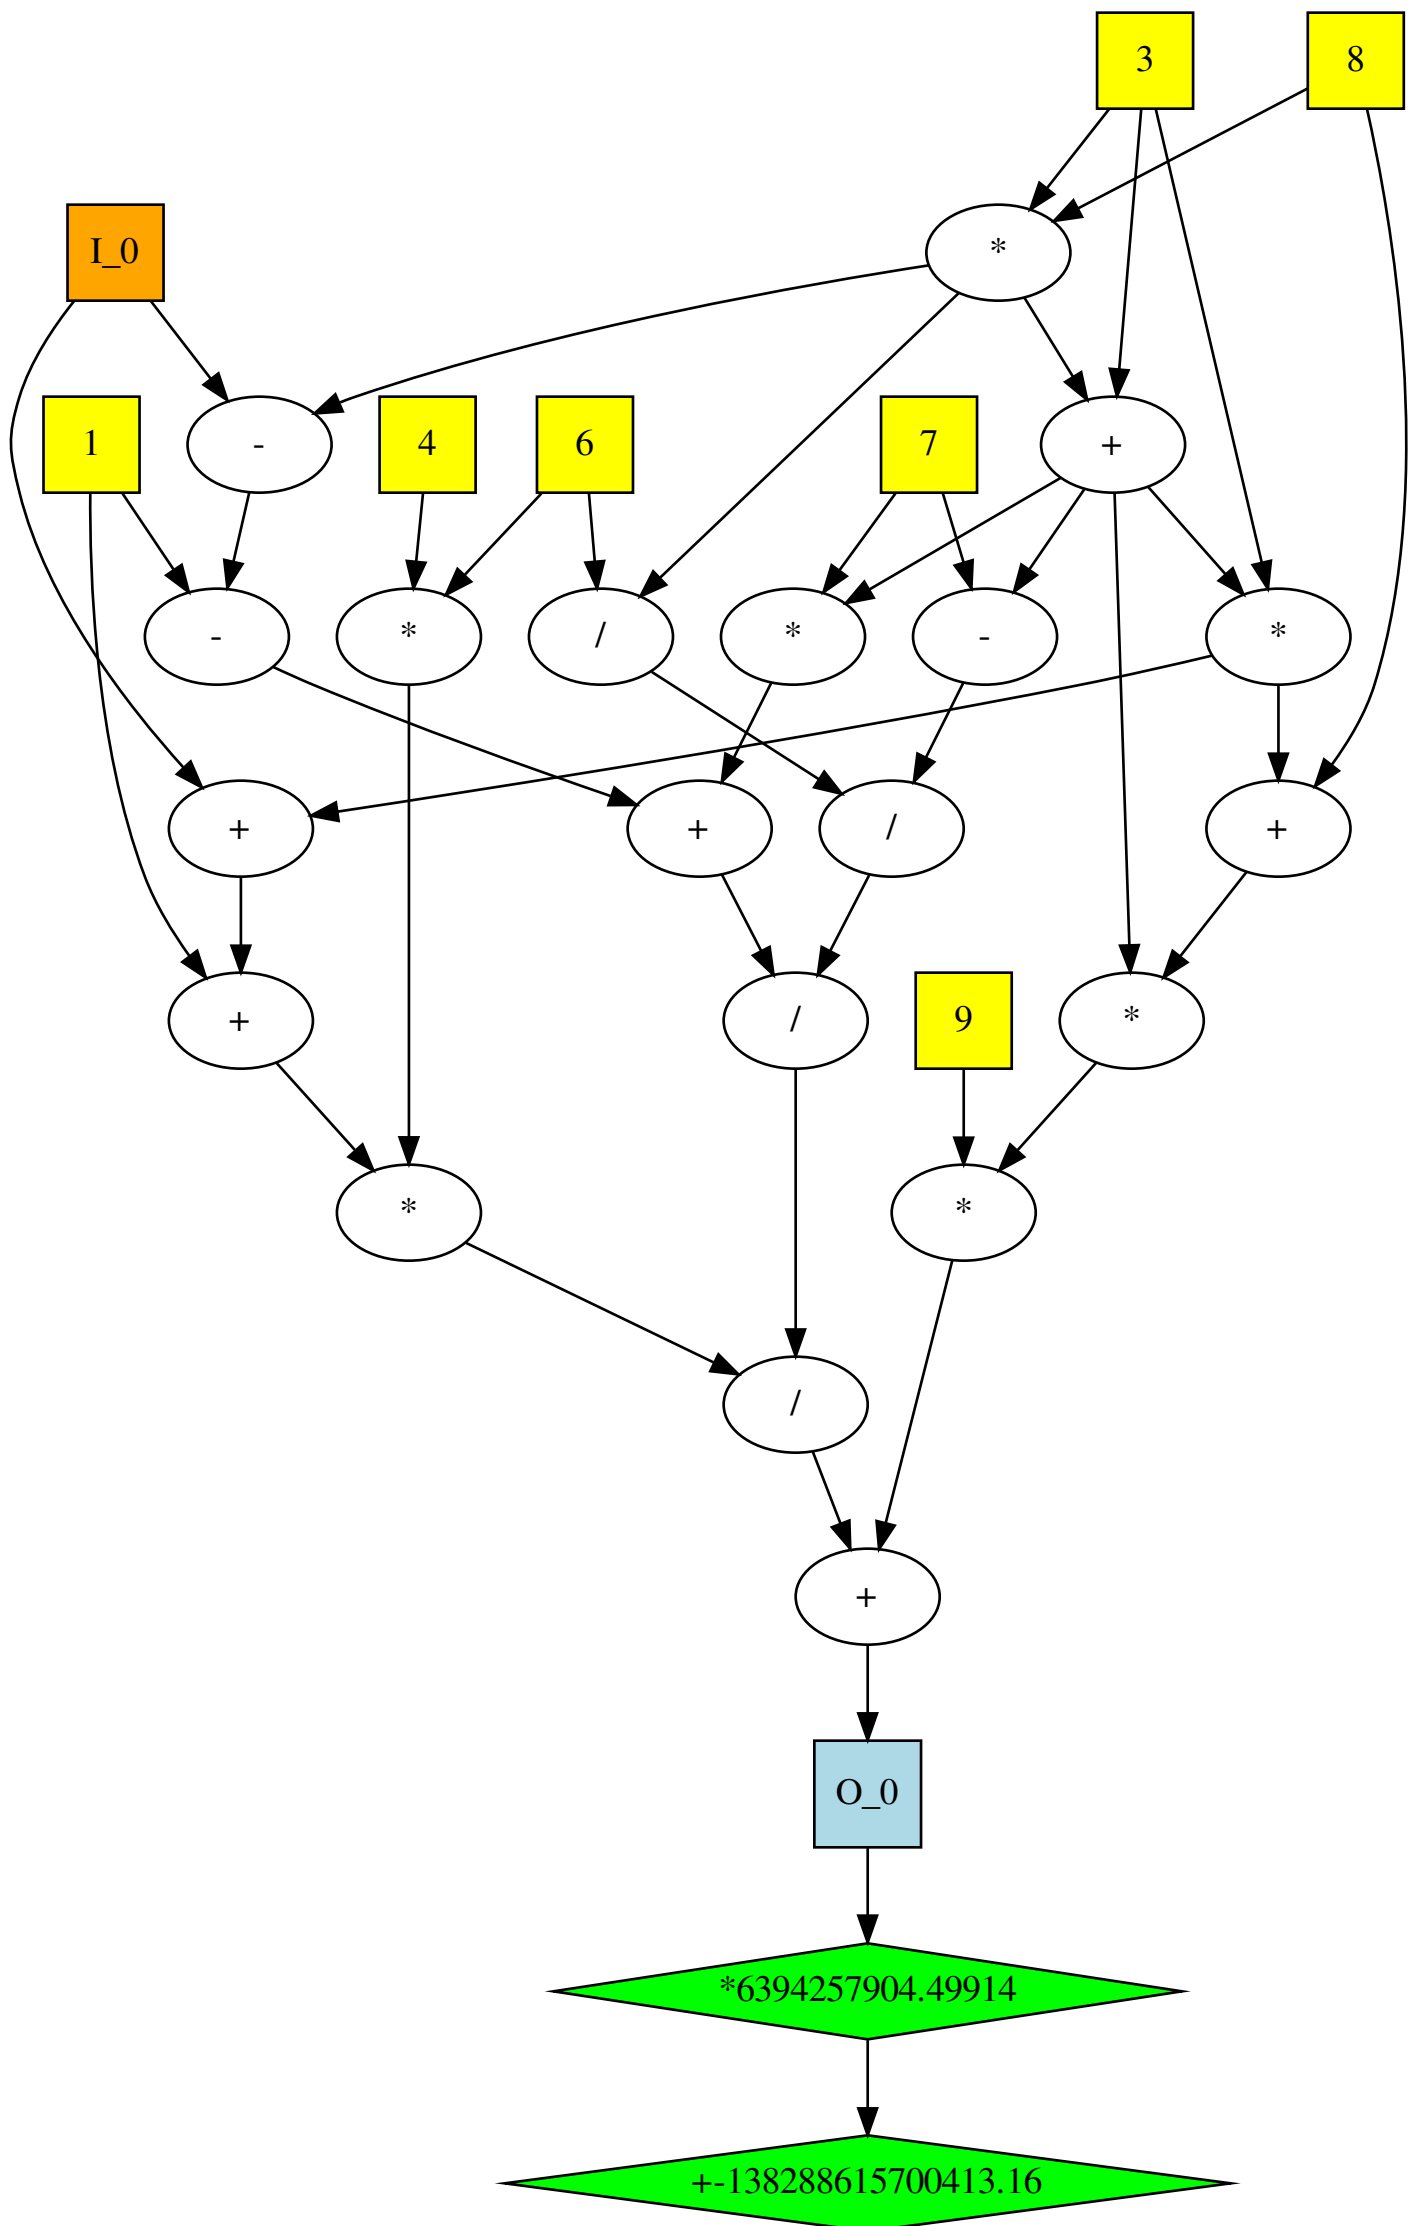 3 8
I_0 *
1 - 4 6 7 +
- * / * - *
+ + / +
+ / 9 *
* *
/
+
O_0
*6394257904.49914
+-138288615700413.16